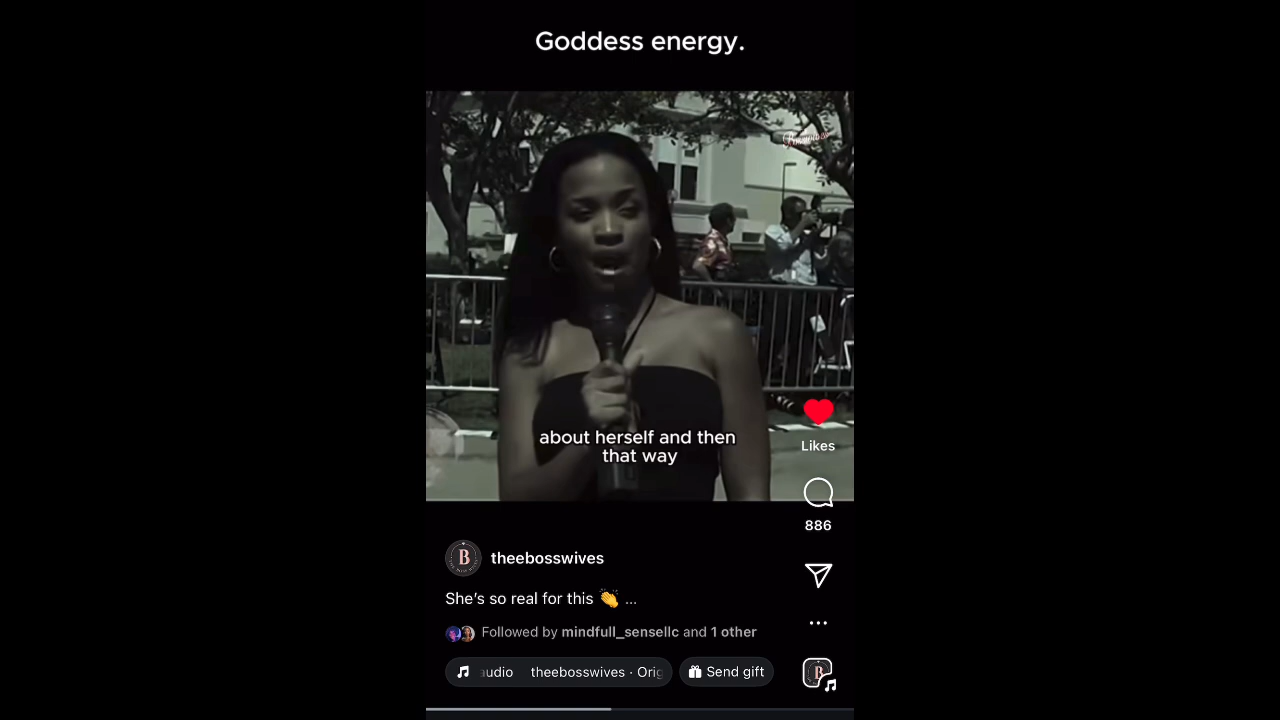 Goddess energy.
about herself and then
that way
Likes
886
B
theebosswives
She's so real for this 👏 ...
Followed by mindfull_sensellc and 1 other
udio theebosswives · Orig
Send gift